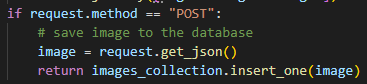 if request.method == "POST":
    # save image to the database
    image = request.get_json()
    return images_collection.insert_one(image)